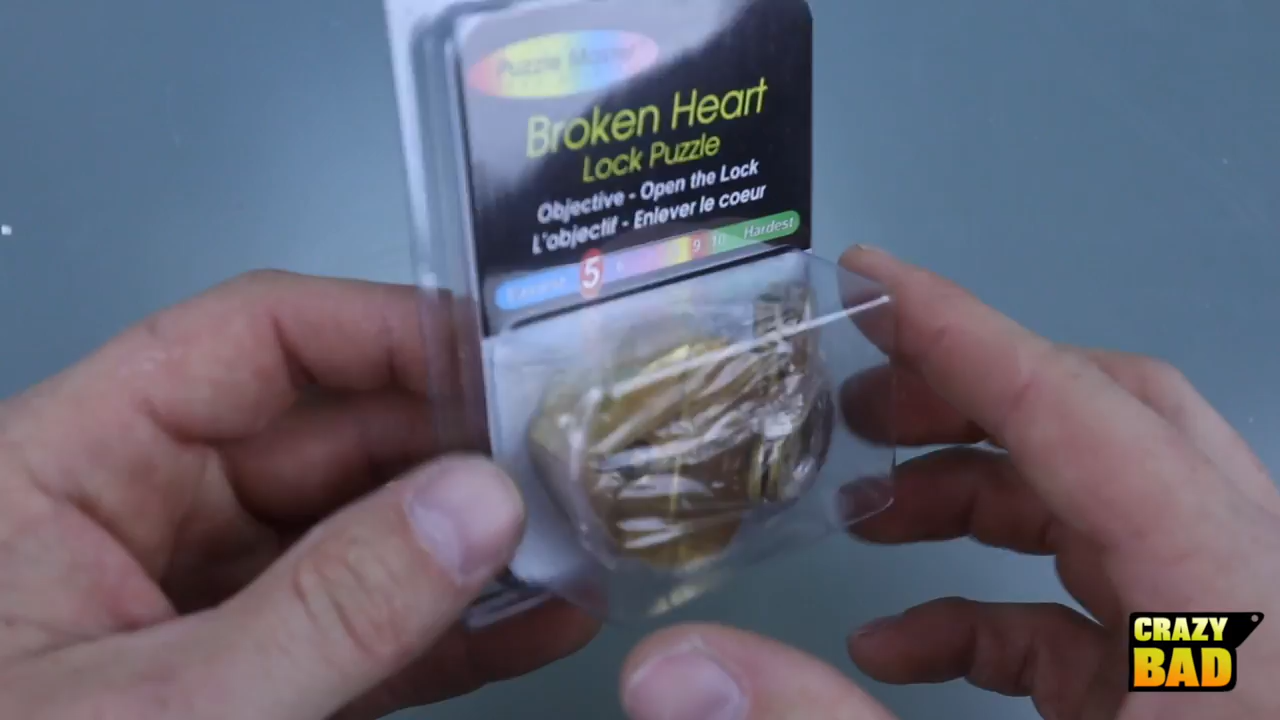 Puzzle Master
Broken Heart
Lock Puzzle
Objective - Open the Lock
L'objectif - Enlever le coeur
5 9 10 Hardest
CRAZY
BAD